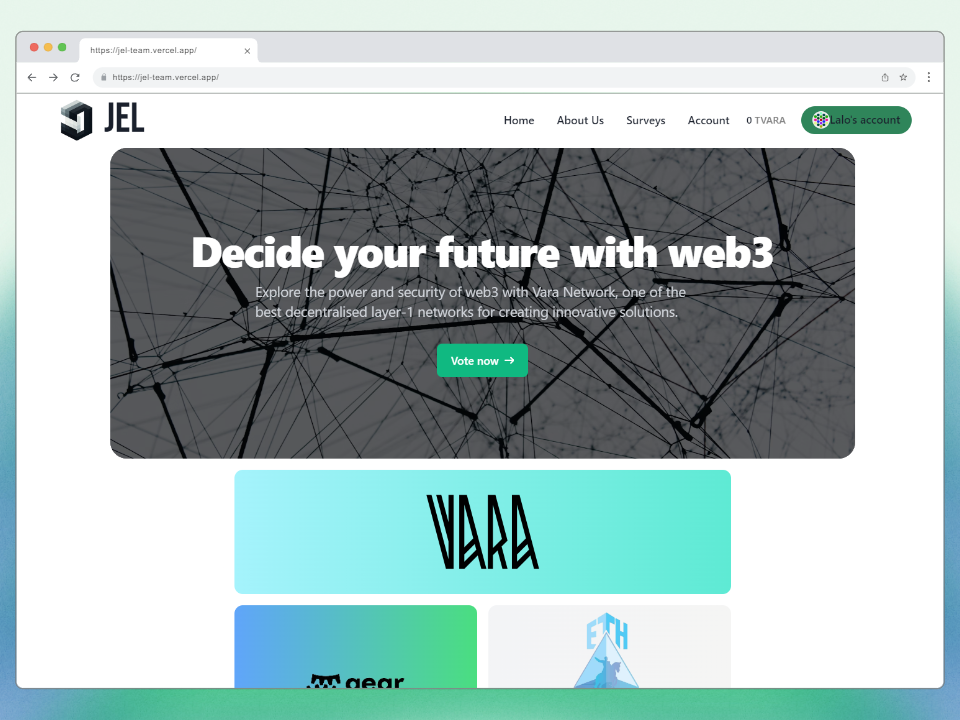 https://jel-team.vercel.app/
https://jel-team.vercel.app/
JEL
Home About Us Surveys Account 0 TVARA Lalo's account
Decide your future with web3
Explore the power and security of web3 with Vara Network, one of the
best decentralised layer-1 networks for creating innovative solutions.
Vote now →
VARA
gear
ETH